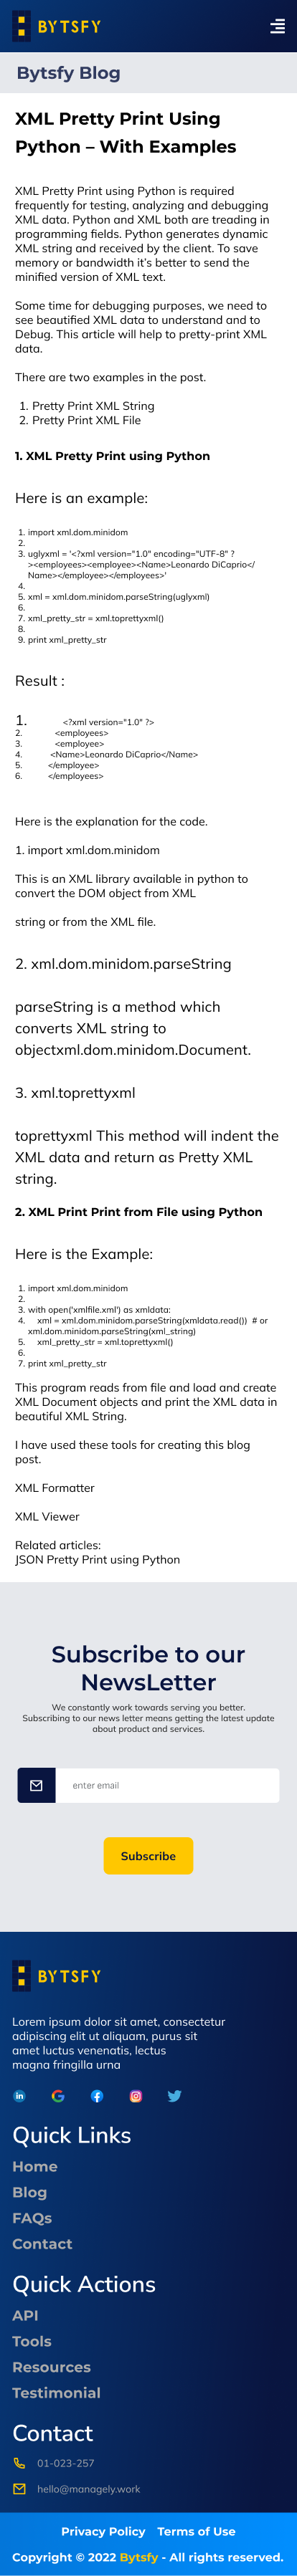 BYTSFY
Bytsfy Blog
XML Pretty Print Using
Python – With Examples
XML Pretty Print using Python is required
frequently for testing, analyzing and debugging
XML data. Python and XML both are treading in
programming fields. Python generates dynamic
XML string and received by the client. To save
memory or bandwidth it’s better to send the
minified version of XML text.
Some time for debugging purposes, we need to
see beautified XML data to understand and to
Debug. This article will help to pretty-print XML
data.
There are two examples in the post.
1. Pretty Print XML String
2. Pretty Print XML File
1. XML Pretty Print using Python
Here is an example:
1. import xml.dom.minidom
2.
3. uglyxml = '<?xml version="1.0" encoding="UTF-8" ?
><employees><employee><Name>Leonardo DiCaprio</
Name></employee></employees>'
4.
5. xml = xml.dom.minidom.parseString(uglyxml)
6.
7. xml_pretty_str = xml.toprettyxml()
8.
9. print xml_pretty_str
Result :
1. <?xml version="1.0" ?>
2. <employees>
3. <employee>
4. <Name>Leonardo DiCaprio</Name>
5. </employee>
6. </employees>
Here is the explanation for the code.
1. import xml.dom.minidom
This is an XML library available in python to
convert the DOM object from XML
string or from the XML file.
2. xml.dom.minidom.parseString
parseString is a method which
converts XML string to
objectxml.dom.minidom.Document.
3. xml.toprettyxml
toprettyxml This method will indent the
XML data and return as Pretty XML
string.
2. XML Print Print from File using Python
Here is the Example:
1. import xml.dom.minidom
2.
3. with open('xmlfile.xml') as xmldata:
4. xml = xml.dom.minidom.parseString(xmldata.read()) # or
xml.dom.minidom.parseString(xml_string)
5. xml_pretty_str = xml.toprettyxml()
6.
7. print xml_pretty_str
This program reads from file and load and create
XML Document objects and print the XML data in
beautiful XML String.
I have used these tools for creating this blog
post.
XML Formatter
XML Viewer
Related articles:
JSON Pretty Print using Python
Subscribe to our
NewsLetter
We constantly work towards serving you better.
Subscribing to our news letter means getting the latest update
about product and services.
enter email
Subscribe
BYTSFY
Lorem ipsum dolor sit amet, consectetur
adipiscing elit ut aliquam, purus sit
amet luctus venenatis, lectus
magna fringilla urna
Quick Links
Home
Blog
FAQs
Contact
Quick Actions
API
Tools
Resources
Testimonial
Contact
01-023-257
hello@managely.work
Privacy Policy Terms of Use
Copyright © 2022 Bytsfy - All rights reserved.